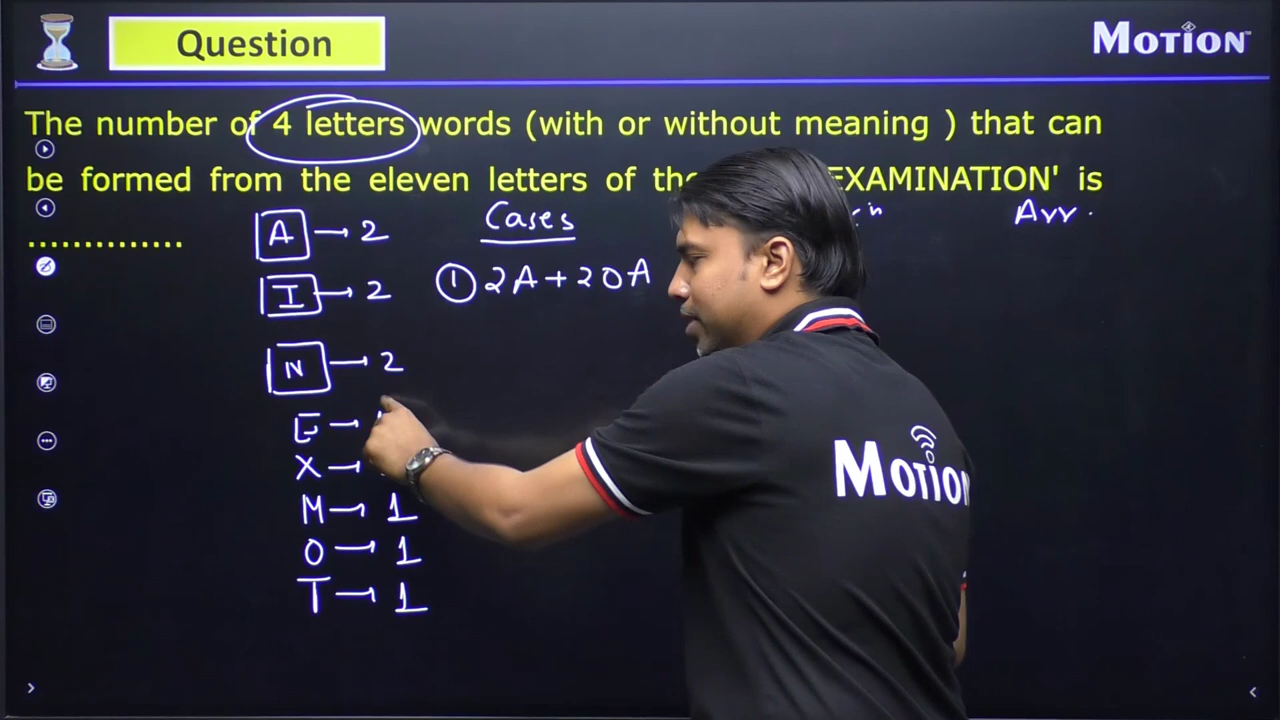 Question
MOTION
The number of 4 letters words (with or without meaning ) that can
be formed from the eleven letters of the EXAMINATION' is
..............
Cases
Arr.
A → 2
I → 2
N → 2
E →
X →
M → 1
O → 1
T → 1
① 2A + 2DA
MOTION